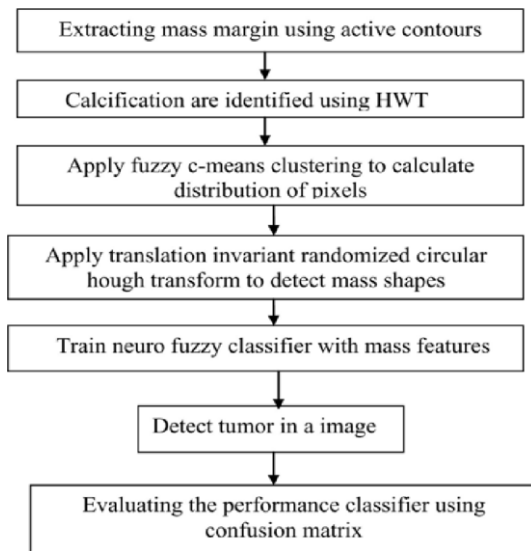 Extracting mass margin using active contours
Calcification are identified using HWT
Apply fuzzy c-means clustering to calculate
distribution of pixels
Apply translation invariant randomized circular
hough transform to detect mass shapes
Train neuro fuzzy classifier with mass features
Detect tumor in a image
Evaluating the performance classifier using
confusion matrix